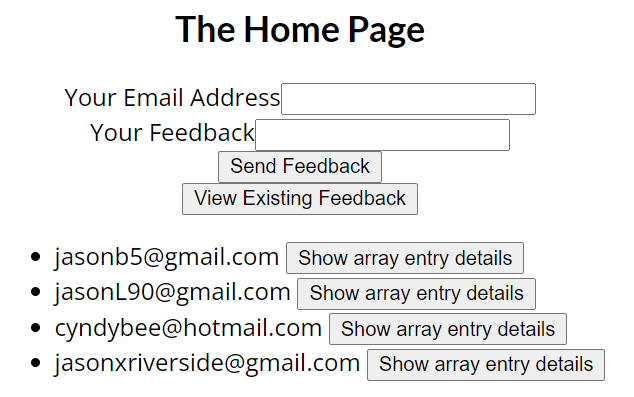 The Home Page
Your Email Address
Your Feedback
Send Feedback
View Existing Feedback
jasonb5@gmail.com Show array entry details
jasonL90@gmail.com Show array entry details
cyndybee@hotmail.com Show array entry details
jasonxriverside@gmail.com Show array entry details